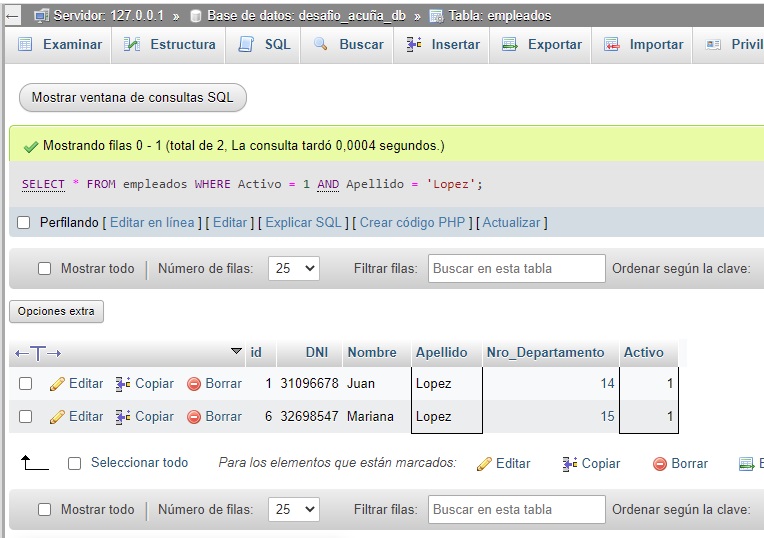 Servidor: 127.0.0.1 » Base de datos: desafio_acuña_db » Tabla: empleados
Examinar Estructura SQL Buscar Insertar Exportar Importar Privil
Mostrar ventana de consultas SQL
Mostrando filas 0 - 1 (total de 2, La consulta tardó 0,0004 segundos.)
SELECT * FROM empleados WHERE Activo = 1 AND Apellido = 'Lopez';
Perfilando [ Editar en línea ] [ Editar ] [ Explicar SQL ] [ Crear código PHP ] [ Actualizar ]
Mostrar todo Número de filas: 25 Filtrar filas: Buscar en esta tabla Ordenar según la clave:
Opciones extra
←T→ id DNI Nombre Apellido Nro_Departamento Activo
Editar Copiar Borrar 1 31096678 Juan Lopez 14 1
Editar Copiar Borrar 6 32698547 Mariana Lopez 15 1
Seleccionar todo Para los elementos que están marcados: Editar Copiar Borrar E
Mostrar todo Número de filas: 25 Filtrar filas: Buscar en esta tabla Ordenar según la clave: